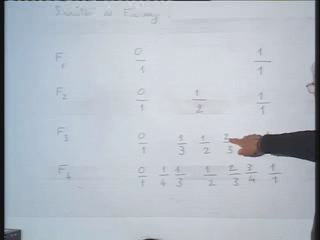 Farey
F₁ 0/1 1/1
F₂ 0/1 1/2 1/1
F₃ 0/1 1/3 1/2 2/3
F₄ 0/1 1/4 1/3 1/2 2/3 3/4 1/1